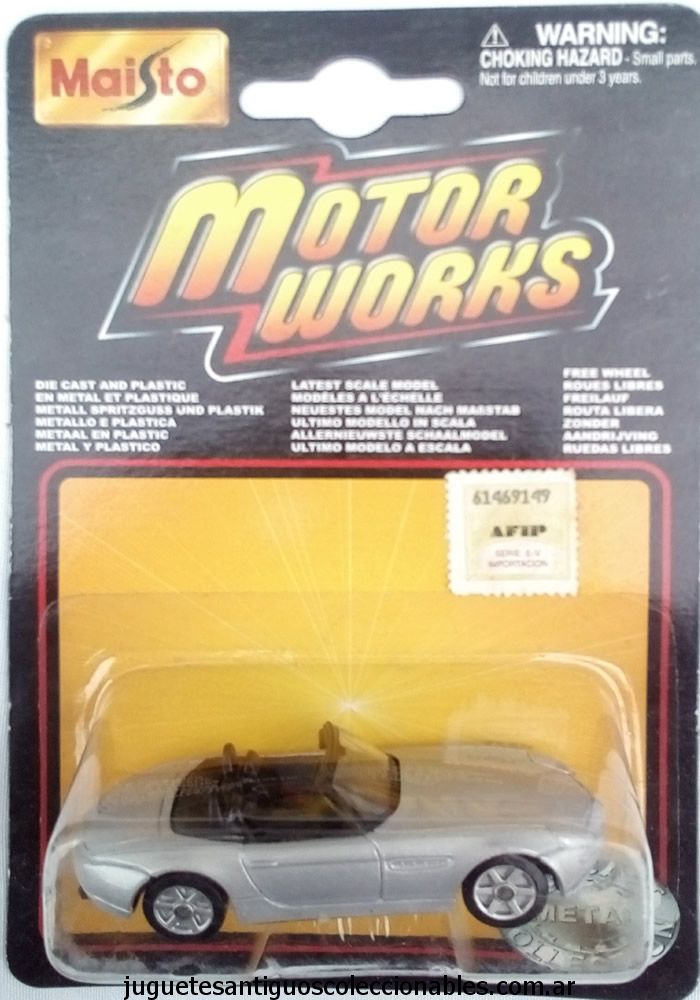 Maisto
WARNING:
CHOKING HAZARD - Small parts.
Not for children under 3 years.
MOTOR
WORKS
DIE CAST AND PLASTIC
EN METAL ET PLASTIQUE
METALL SPRITZGUSS UND PLASTIK
METALLO E PLASTICA
METAAL EN PLASTIC
METAL Y PLASTICO
LATEST SCALE MODEL
MODÈLES A L'ÉCHELLE
NEUESTES MODEL NACH MAßSTAB
ULTIMO MODELLO IN SCALA
ALLERNIEUWSTE SCHAALMODEL
ULTIMO MODELO A ESCALA
FREE WHEEL
ROUES LIBRES
FREILAUF
ROUTA LIBERA
ZONDER
AANDRIJVING
RUEDAS LIBRES
61469149
AFIP
SERIE E-V
IMPORTACION
METAL
COLLECTION
juguetesantiguoscoleccionables.com.ar